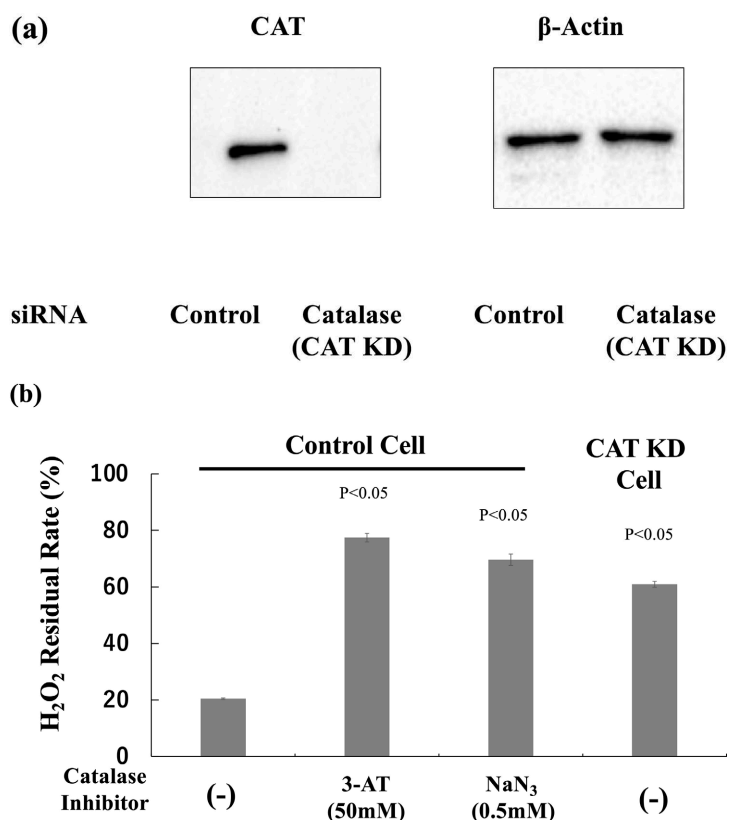 (a)
CAT
β-Actin
siRNA Control Catalase Control Catalase
(CAT KD) (CAT KD)
(b)
Control Cell
CAT KD
Cell
H₂O₂ Residual Rate (%)
100
80
60
40
20
0
P<0.05
P<0.05
P<0.05
Catalase
Inhibitor
(-)
3-AT
(50mM)
NaN₃
(0.5mM)
(-)